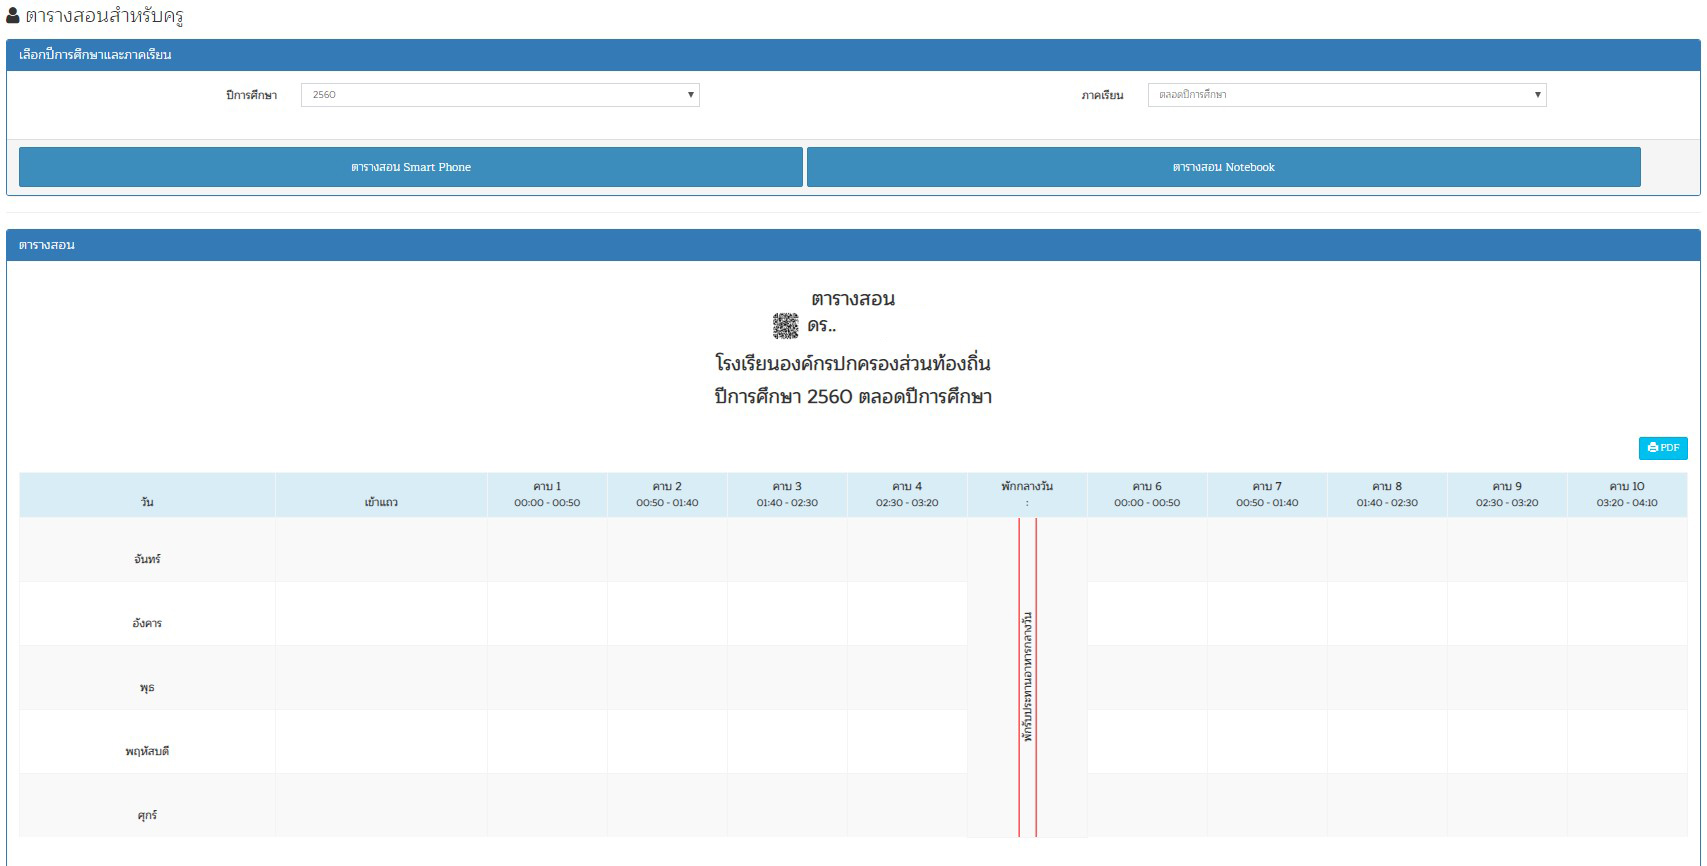 ตารางสอนสำหรับครู
เลือกปีการศึกษาและภาคเรียน
ปีการศึกษา 2560 ภาคเรียน ตลอดปีการศึกษา
ตารางสอน Smart Phone ตารางสอน Notebook
ตารางสอน
ตารางสอน
ดร..
โรงเรียนองค์กรปกครองส่วนท้องถิ่น
ปีการศึกษา 2560 ตลอดปีการศึกษา
PDF
วัน เข้าแถว คาบ 1 คาบ 2 คาบ 3 คาบ 4 พักกลางวัน คาบ 6 คาบ 7 คาบ 8 คาบ 9 คาบ 10
00:00 - 00:50 00:50 - 01:40 01:40 - 02:30 02:30 - 03:20 : 00:00 - 00:50 00:50 - 01:40 01:40 - 02:30 02:30 - 03:20 03:20 - 04:10
จันทร์
อังคาร
พุธ
พฤหัสบดี
ศุกร์
พักรับประทานอาหารกลางวัน